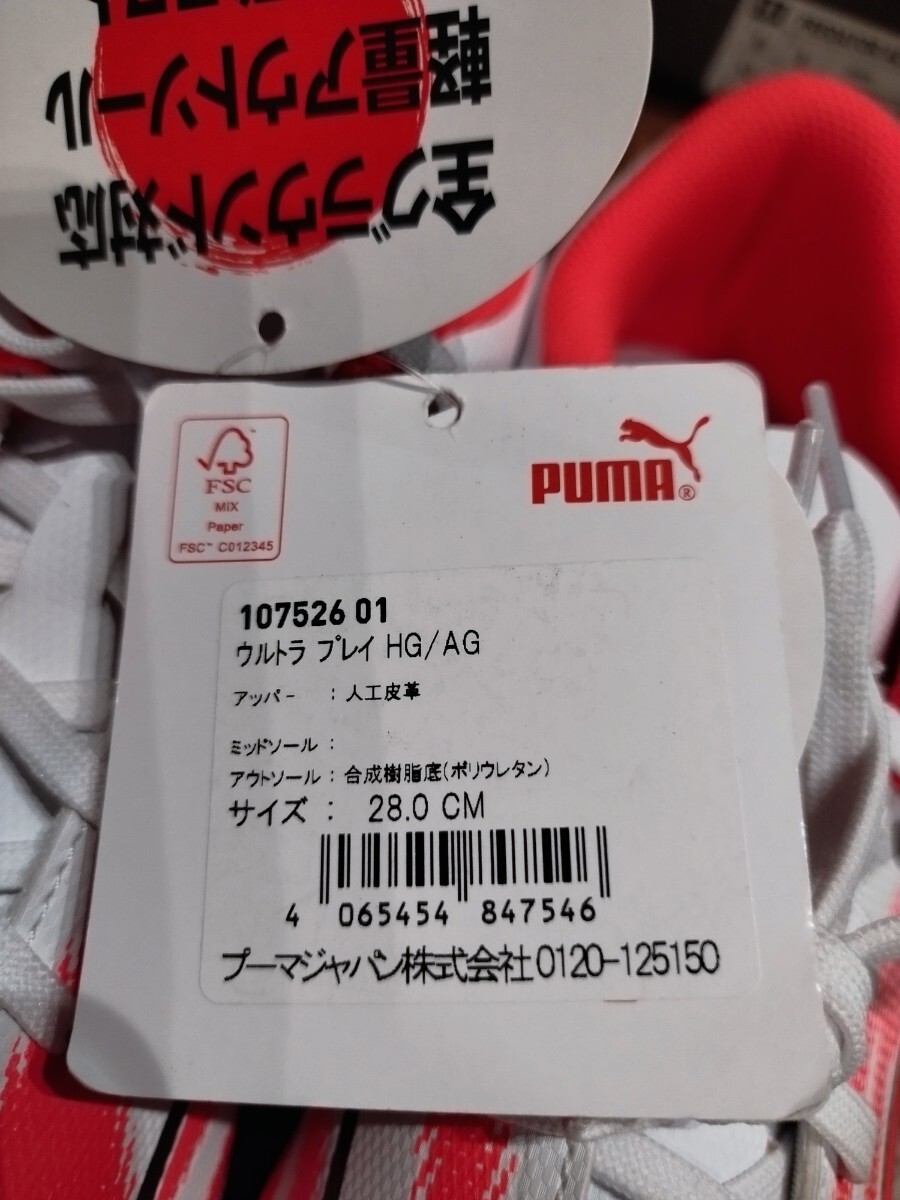 全グラウンド対応
軽量アウトソール
FSC
MIX
Paper
FSC™ C012345
PUMA®
107526 01
ウルトラ プレイ HG/AG
アッパー : 人工皮革
ミッドソール :
アウトソール : 合成樹脂底(ポリウレタン)
サイズ : 28.0 CM
4 065454 847546
プーマジャパン株式会社0120-125150